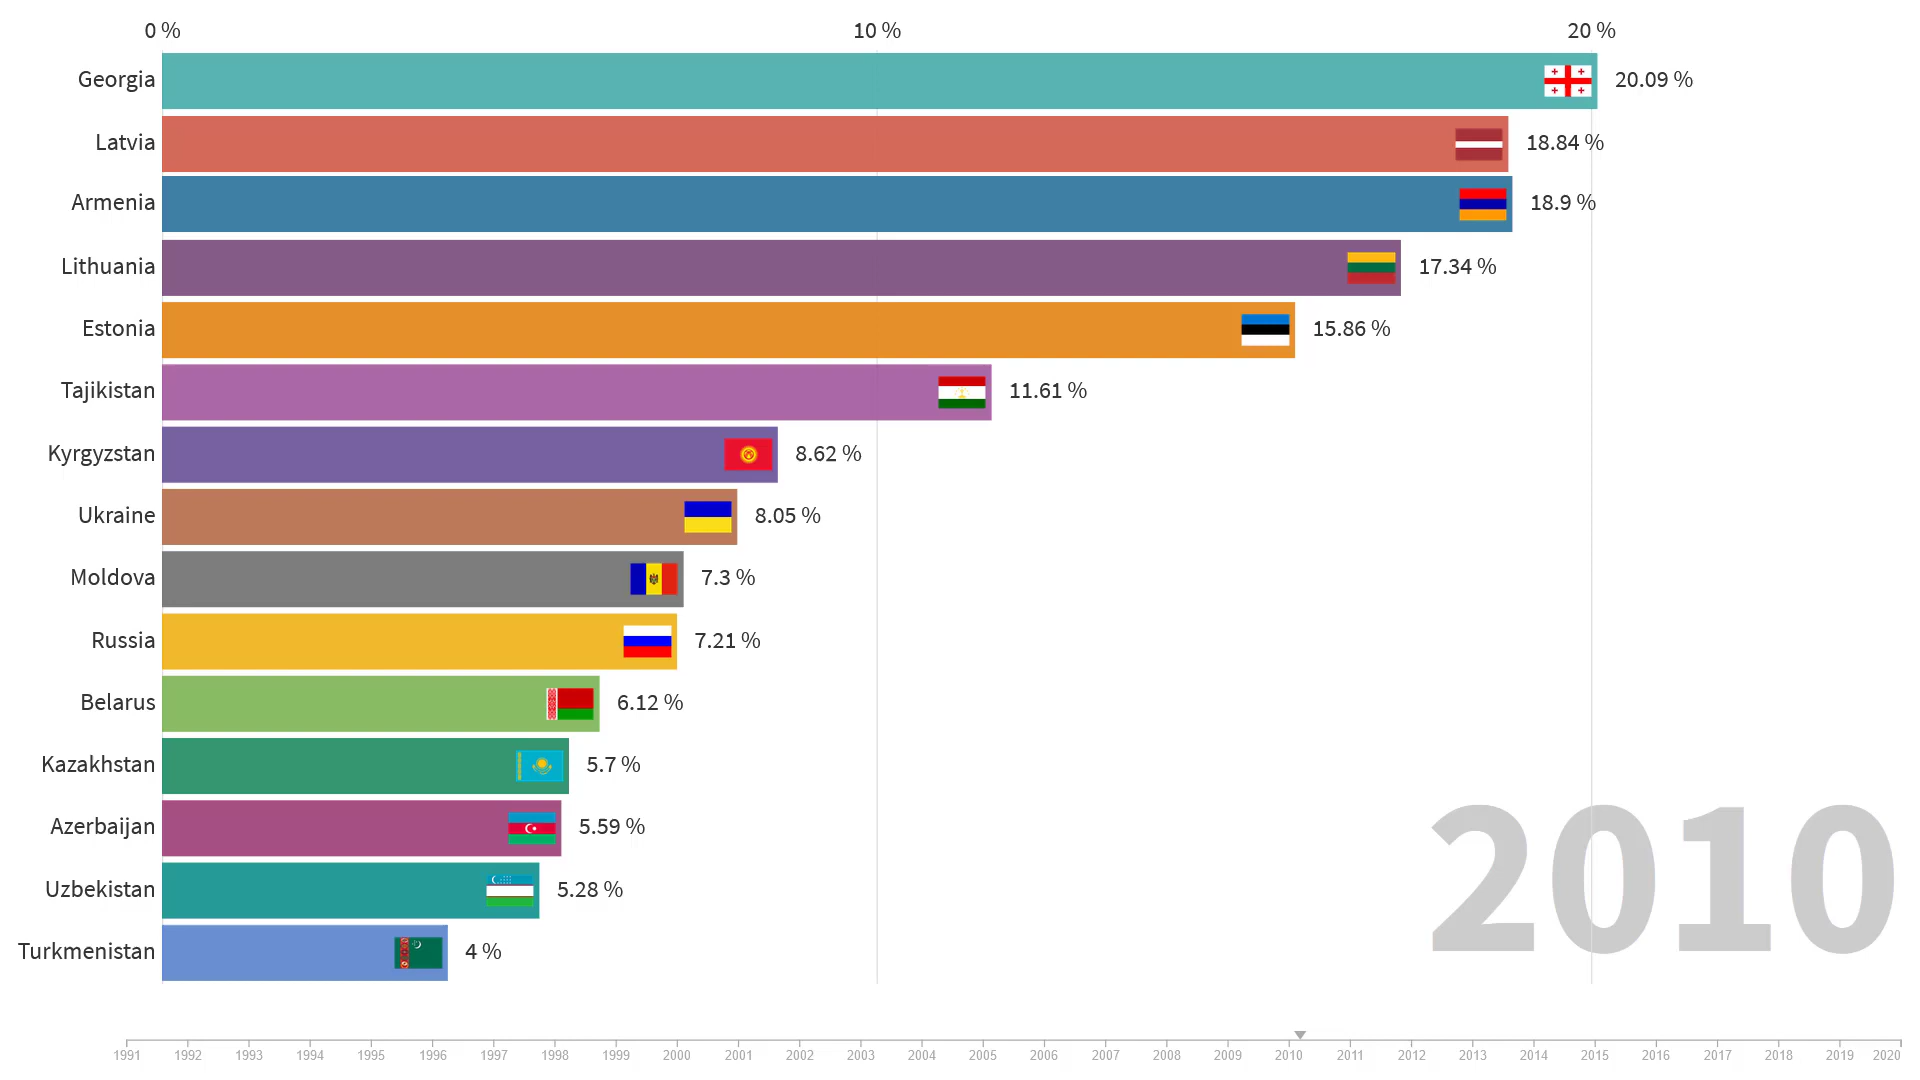 0 % 10 % 20 %
Georgia 20.09 %
Latvia 18.84 %
Armenia 18.9 %
Lithuania 17.34 %
Estonia 15.86 %
Tajikistan 11.61 %
Kyrgyzstan 8.62 %
Ukraine 8.05 %
Moldova 7.3 %
Russia 7.21 %
Belarus 6.12 %
Kazakhstan 5.7 %
Azerbaijan 5.59 %
Uzbekistan 5.28 %
Turkmenistan 4 %
2010
1991 1992 1993 1994 1995 1996 1997 1998 1999 2000 2001 2002 2003 2004 2005 2006 2007 2008 2009 2010 2011 2012 2013 2014 2015 2016 2017 2018 2019 2020